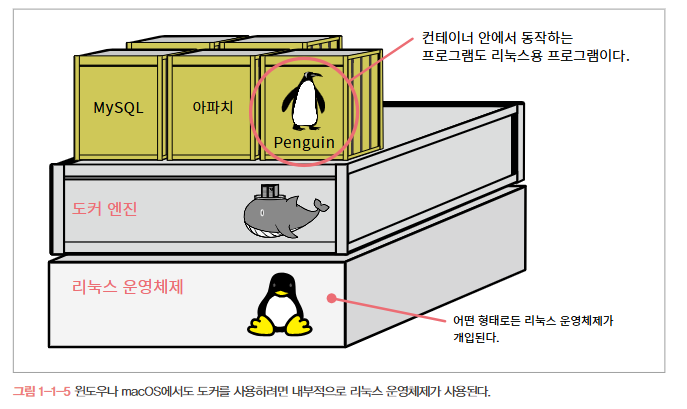 컨테이너 안에서 동작하는
프로그램도 리눅스용 프로그램이다.
MySQL
아파치
Penguin
도커 엔진
리눅스 운영체제
어떤 형태로든 리눅스 운영체제가
개입된다.
그림 1-1-5 윈도우나 macOS에서도 도커를 사용하려면 내부적으로 리눅스 운영체제가 사용된다.